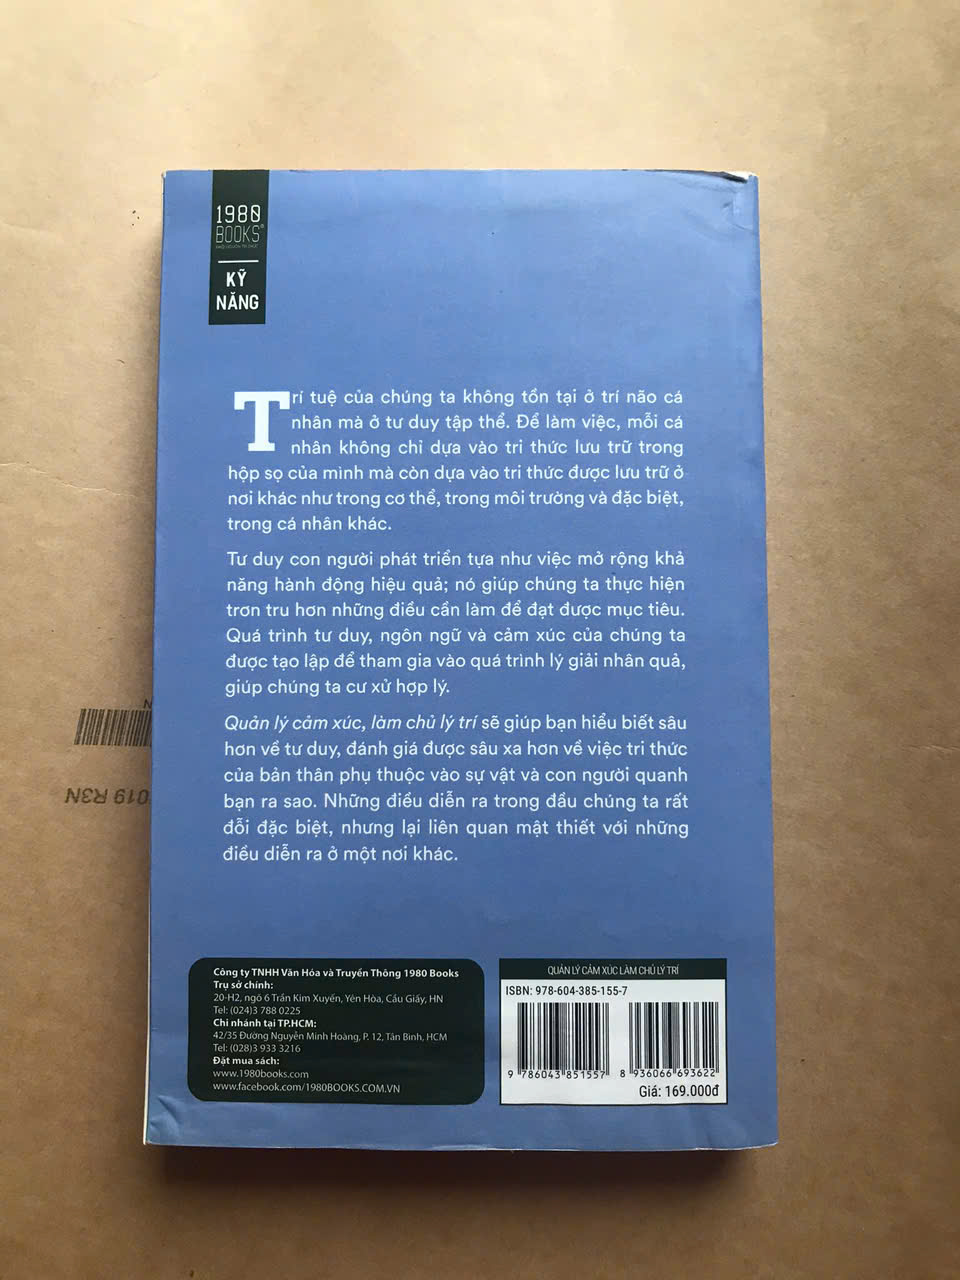 1980
BOOKS®
KỸ
NĂNG
Trí tuệ của chúng ta không tồn tại ở trí não cá
nhân mà ở tư duy tập thể. Để làm việc, mỗi cá
nhân không chỉ dựa vào tri thức lưu trữ trong
hộp sọ của mình mà còn dựa vào tri thức được lưu trữ ở
nơi khác như trong cơ thể, trong môi trường và đặc biệt,
trong cá nhân khác.
Tư duy con người phát triển tựa như việc mở rộng khả
năng hành động hiệu quả; nó giúp chúng ta thực hiện
trơn tru hơn những điều cần làm để đạt được mục tiêu.
Quá trình tư duy, ngôn ngữ và cảm xúc của chúng ta
được tạo lập để tham gia vào quá trình lý giải nhân quả,
giúp chúng ta cư xử hợp lý.
Quản lý cảm xúc, làm chủ lý trí sẽ giúp bạn hiểu biết sâu
hơn về tư duy, đánh giá được sâu xa hơn về việc tri thức
của bản thân phụ thuộc vào sự vật và con người quanh
bạn ra sao. Những điều diễn ra trong đầu chúng ta rất
đỗi đặc biệt, nhưng lại liên quan mật thiết với những
điều diễn ra ở một nơi khác.
Công ty TNHH Văn Hóa và Truyền Thông 1980 Books
Trụ sở chính:
20-H2, ngõ 6 Trần Kim Xuyến, Yên Hòa, Cầu Giấy, HN
Tel: (024)3 788 0225
Chi nhánh tại TP.HCM:
42/35 Đường Nguyễn Minh Hoàng, P. 12, Tân Bình, HCM
Tel: (028)3 933 3216
Đặt mua sách:
www.1980books.com
www.facebook.com/1980BOOKS.COM.VN
QUẢN LÝ CẢM XÚC LÀM CHỦ LÝ TRÍ
ISBN: 978-604-385-155-7
9 786043 851557 8 936066 693622
Giá: 169.000đ
019 R3N